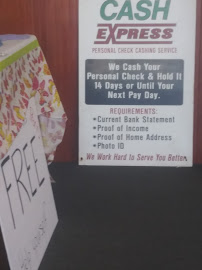 CASH
EXPRESS
PERSONAL CHECK CASHING SERVICE
We Cash Your
Personal Check & Hold It
14 Days or Until Your
Next Pay Day.
REQUIREMENTS:
•Current Bank Statement
•Proof of Income
•Proof of Home Address
•Photo ID
We Work Hard to Serve You Better
FREE